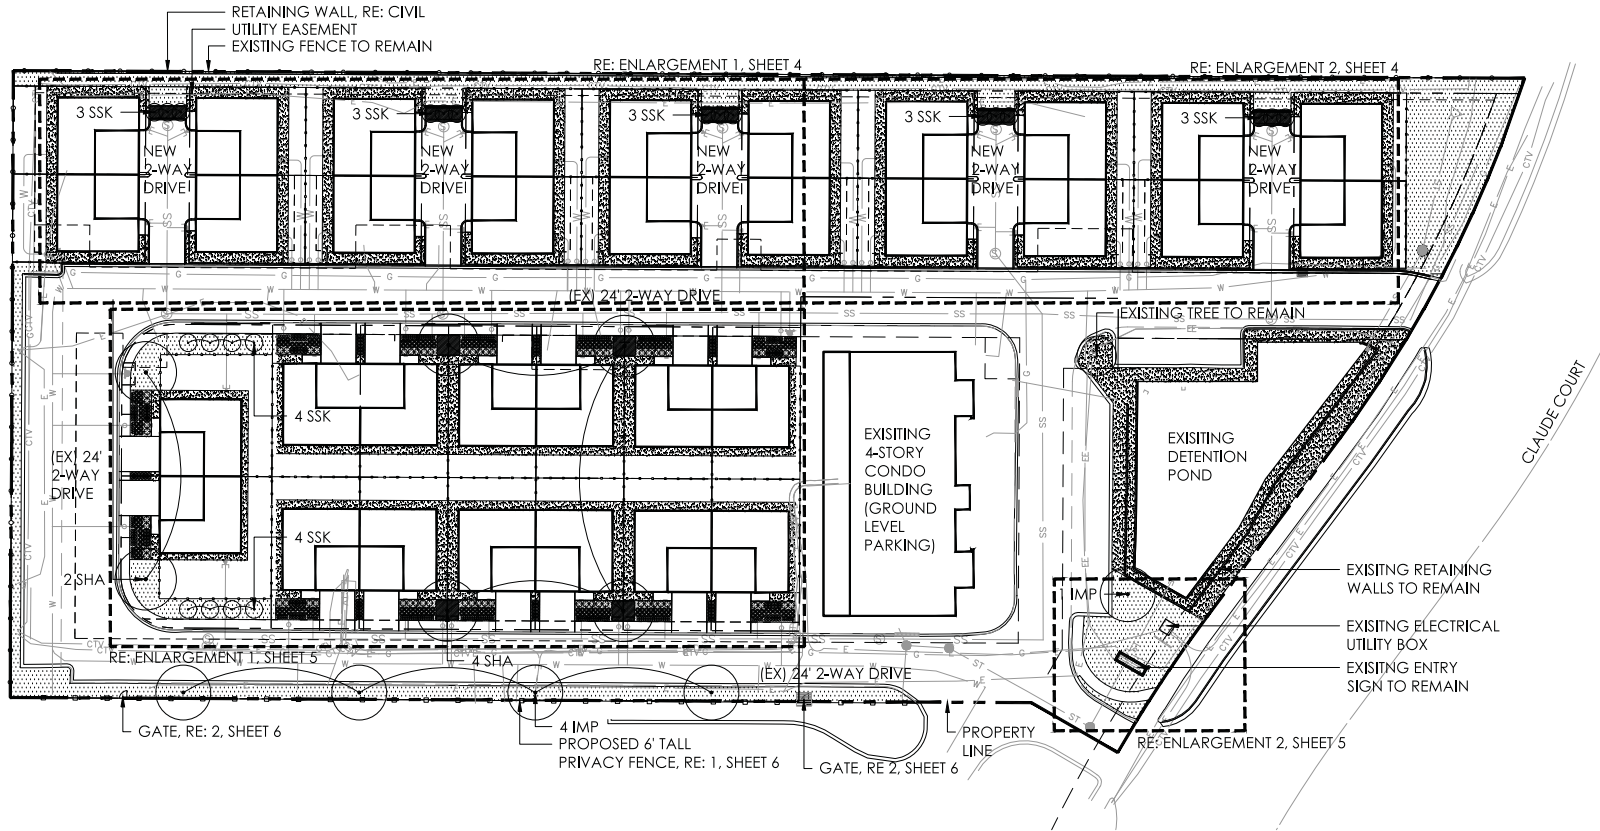 RETAINING WALL, RE: CIVIL
UTILITY EASEMENT
EXISTING FENCE TO REMAIN
RE: ENLARGEMENT 1, SHEET 4
RE: ENLARGEMENT 2, SHEET 4
3 SSK
3 SSK
3 SSK
3 SSK
3 SSK
NEW
2-WAY
DRIVE
NEW
2-WAY
DRIVE
NEW
2-WAY
DRIVE
NEW
2-WAY
DRIVE
NEW
2-WAY
DRIVE
(EX) 24' 2-WAY DRIVE
EXISTING TREE TO REMAIN
4 SSK
(EX) 24'
2-WAY
DRIVE
EXISITING
4-STORY
CONDO
BUILDING
(GROUND
LEVEL
PARKING)
EXISITING
DETENTION
POND
CLAUDE COURT
4 SSK
2 SHA
1 IMP
EXISITNG RETAINING
WALLS TO REMAIN
EXISITNG ELECTRICAL
UTILITY BOX
EXISITNG ENTRY
SIGN TO REMAIN
RE: ENLARGEMENT 1, SHEET 5
4 SHA
(EX) 24' 2-WAY DRIVE
GATE, RE: 2, SHEET 6
4 IMP
PROPOSED 6' TALL
PRIVACY FENCE, RE: 1, SHEET 6
GATE, RE 2, SHEET 6
PROPERTY
LINE
RE: ENLARGEMENT 2, SHEET 5